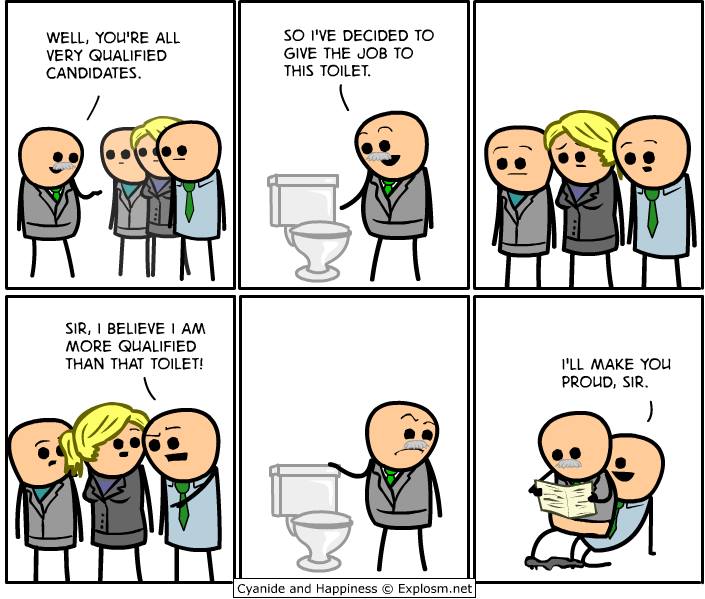 WELL, YOU'RE ALL
VERY QUALIFIED
CANDIDATES.
SO I'VE DECIDED TO
GIVE THE JOB TO
THIS TOILET.
SIR, I BELIEVE I AM
MORE QUALIFIED
THAN THAT TOILET!
I'LL MAKE YOU
PROUD, SIR.
Cyanide and Happiness © Explosm.net